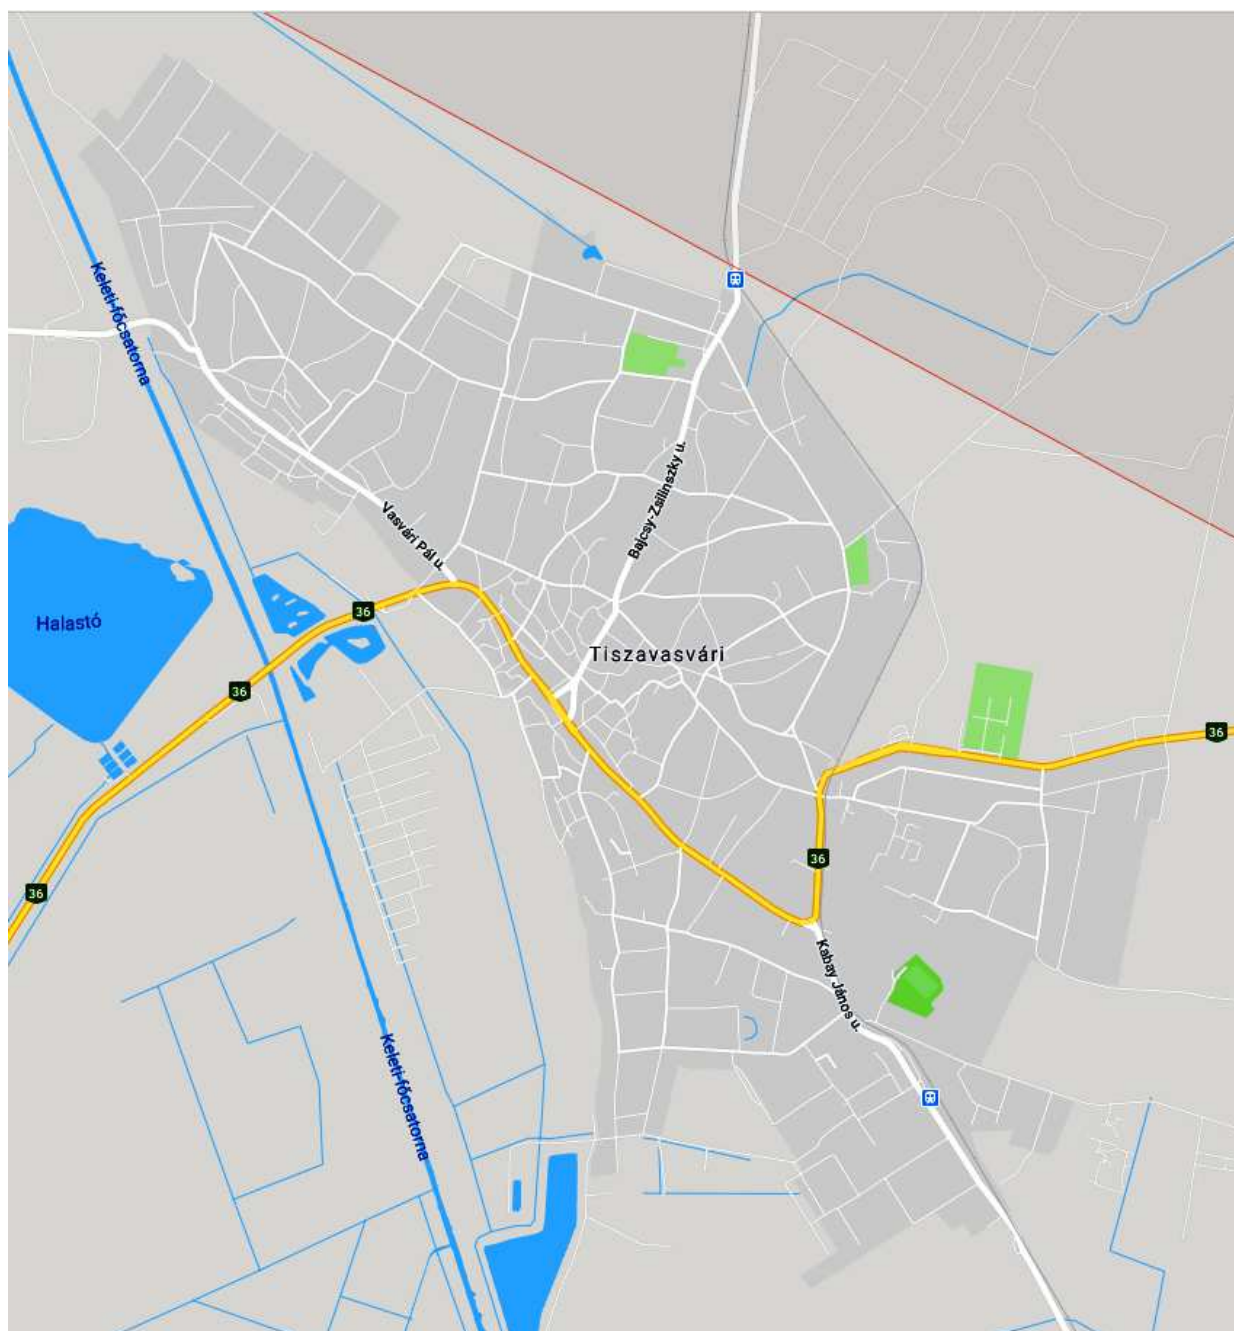 Keleti-főcsatorna
Bajcsy-Zsilinszky u.
Vasvári Pál u.
36
Halastó
Tiszavasvári
36
36
36
36
Kabay János u.
Keleti-főcsatorna